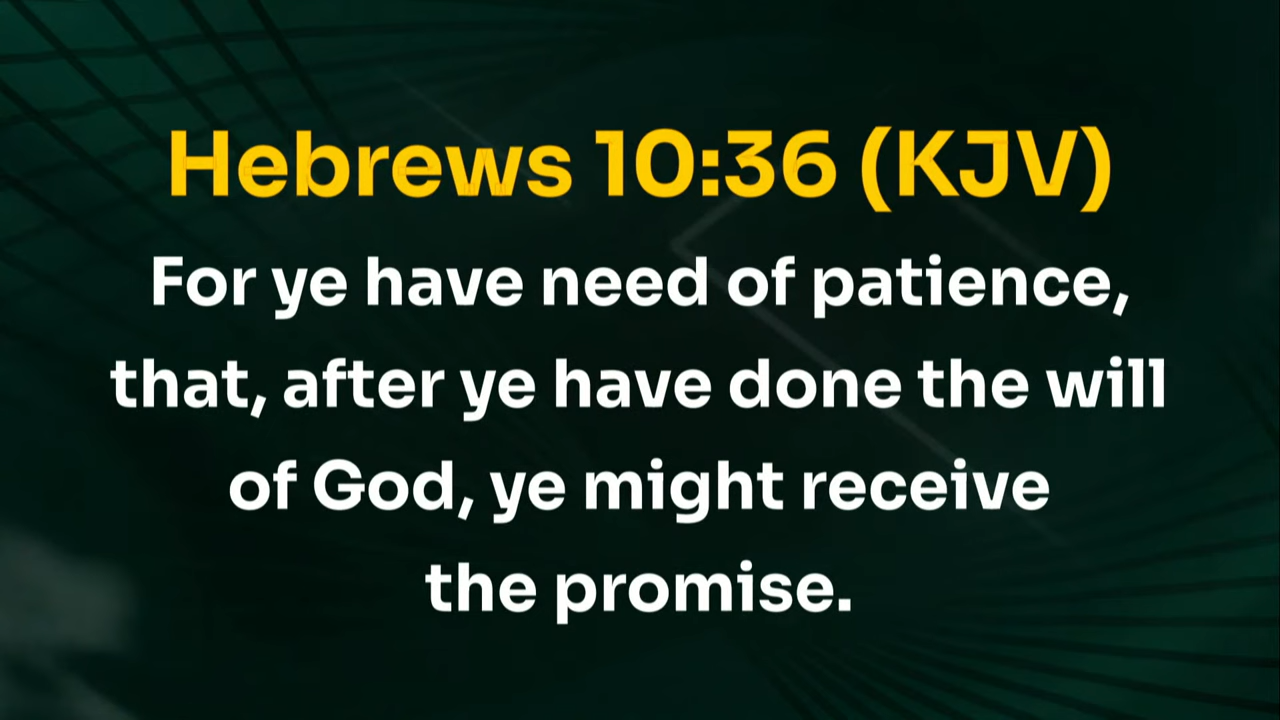 Hebrews 10:36 (KJV)
For ye have need of patience,
that, after ye have done the will
of God, ye might receive
the promise.